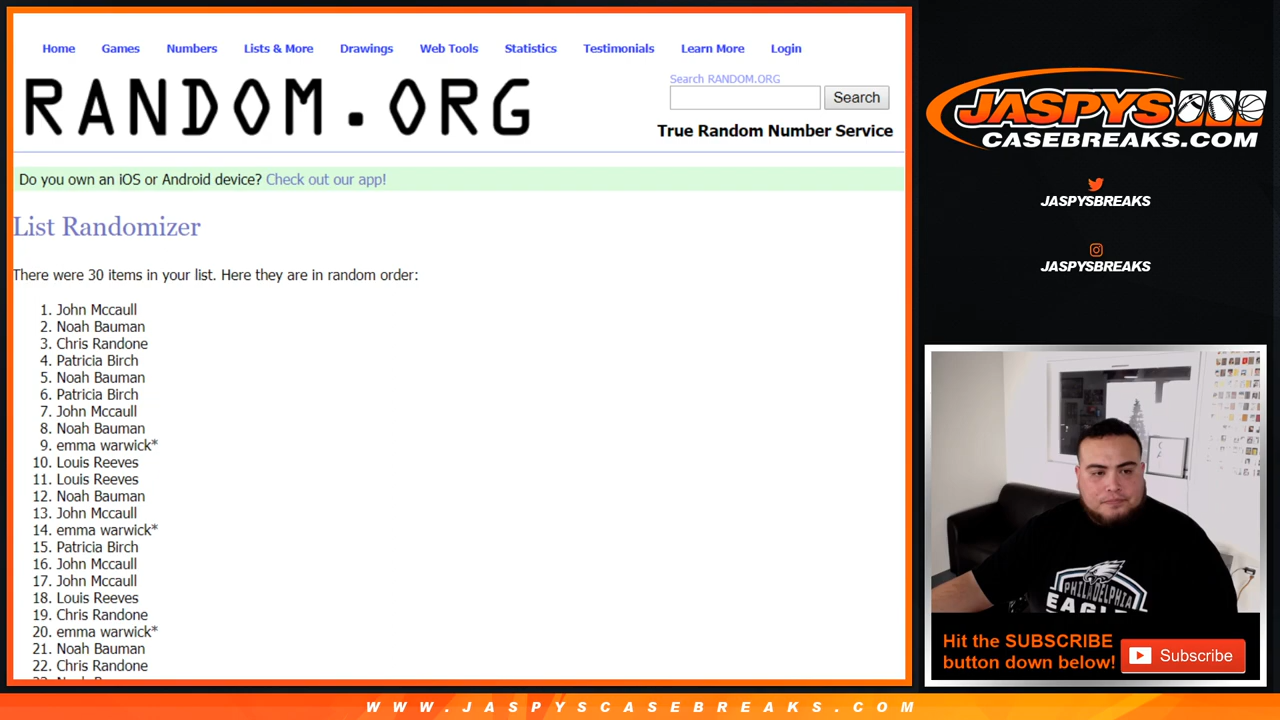 Home Games Numbers Lists & More Drawings Web Tools Statistics Testimonials Learn More Login
RANDOM.ORG
Search RANDOM.ORG
Search
True Random Number Service
Do you own an iOS or Android device? Check out our app!
List Randomizer
There were 30 items in your list. Here they are in random order:
1. John Mccaull
2. Noah Bauman
3. Chris Randone
4. Patricia Birch
5. Noah Bauman
6. Patricia Birch
7. John Mccaull
8. Noah Bauman
9. emma warwick*
10. Louis Reeves
11. Louis Reeves
12. Noah Bauman
13. John Mccaull
14. emma warwick*
15. Patricia Birch
16. John Mccaull
17. John Mccaull
18. Louis Reeves
19. Chris Randone
20. emma warwick*
21. Noah Bauman
22. Chris Randone
JASPYS
CASEBREAKS.COM
JASPYSBREAKS
JASPYSBREAKS
PHILADELPHIA
EAGLES
Hit the SUBSCRIBE
button down below!
Subscribe
WWW.JASPYSCASEBREAKS.COM